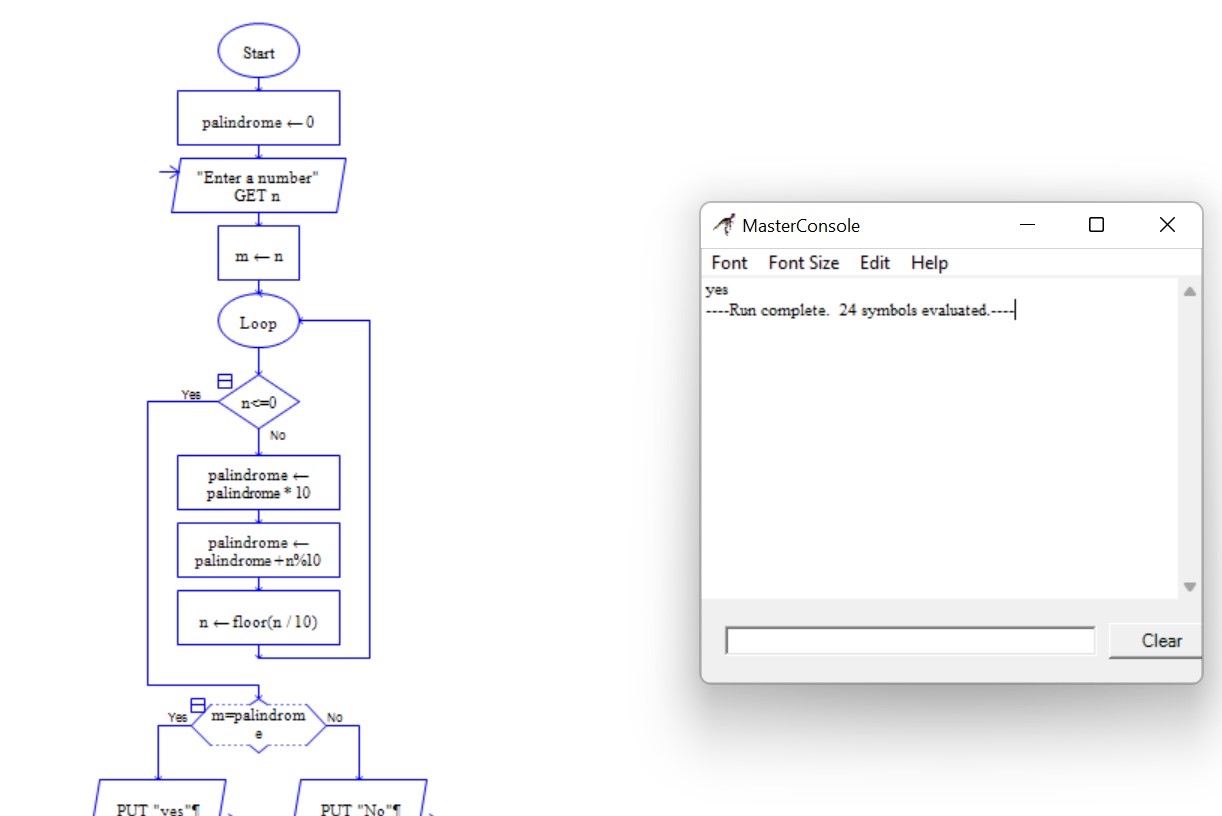 Start
palindrome ← 0
"Enter a number"
GET n
m ← n
Loop
Yes
n<=0
No
palindrome ←
palindrome * 10
palindrome ←
palindrome+n%10
n ← floor(n / 10)
Yes
m=palindrom
e
No
PUT "yes"¶
PUT "No"¶
MasterConsole
Font Font Size Edit Help
yes
----Run complete. 24 symbols evaluated.----
Clear